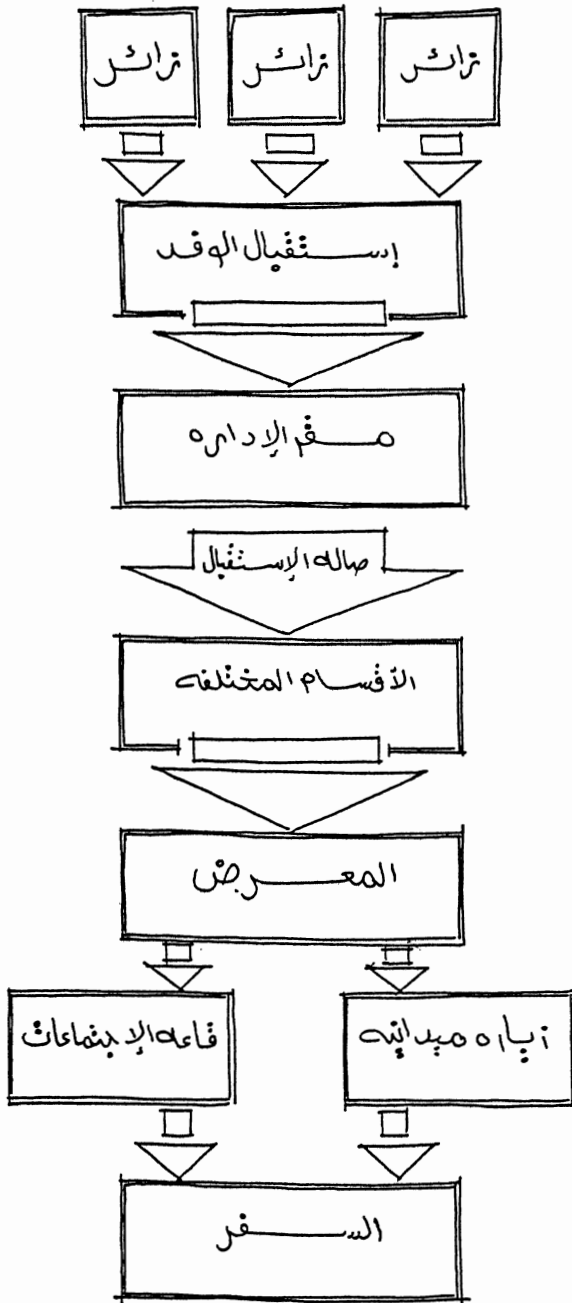 زائر
زائر
زائر
إستقبال الوفد
مقر الإداره
صاله الإستقبال
الأقسام المختلفه
المعرض
زياره ميدانيه
قاعه الإجتماعات
السفر